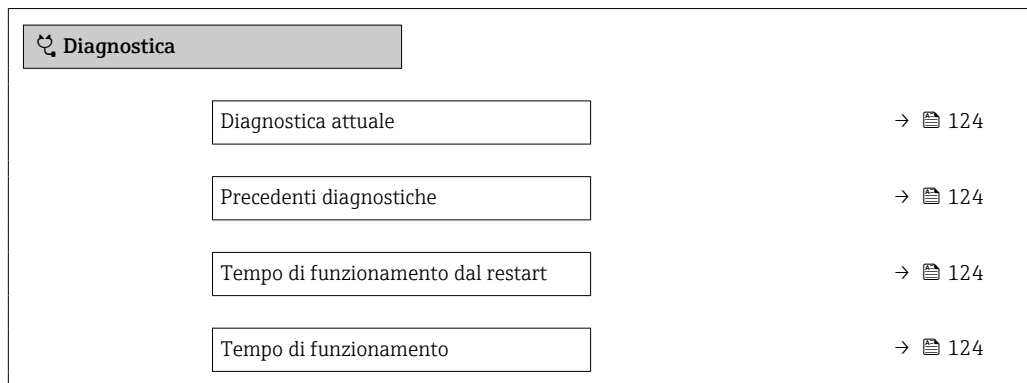 Diagnostica
Diagnostica attuale → 124
Precedenti diagnostiche → 124
Tempo di funzionamento dal restart → 124
Tempo di funzionamento → 124